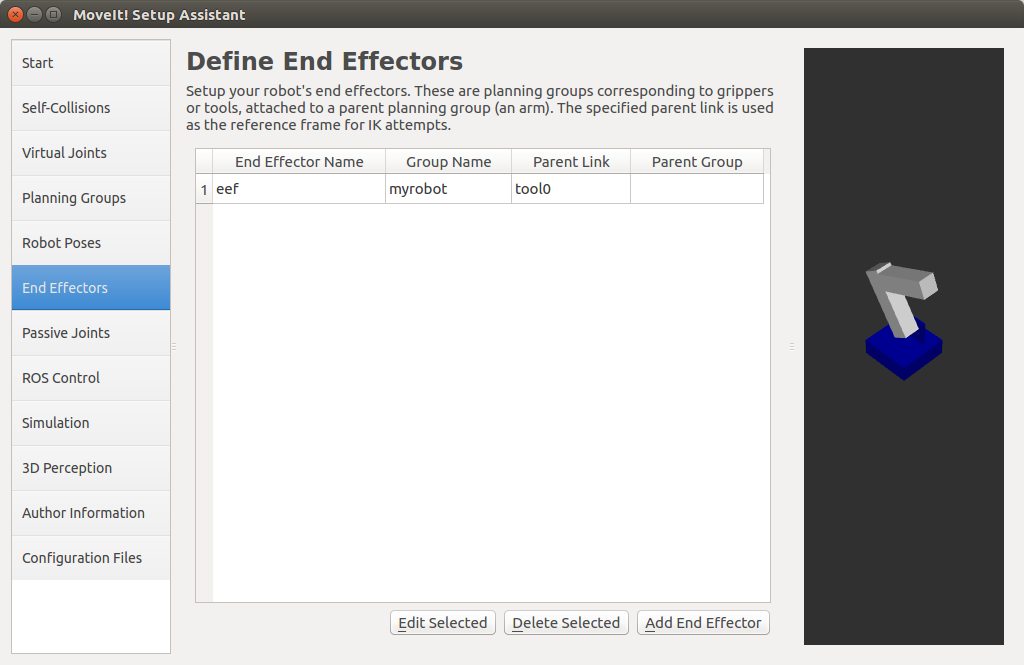 MoveIt! Setup Assistant
Start
Self-Collisions
Virtual Joints
Planning Groups
Robot Poses
End Effectors
Passive Joints
ROS Control
Simulation
3D Perception
Author Information
Configuration Files
Define End Effectors
Setup your robot's end effectors. These are planning groups corresponding to grippers
or tools, attached to a parent planning group (an arm). The specified parent link is used
as the reference frame for IK attempts.
End Effector Name Group Name Parent Link Parent Group
1 eef myrobot tool0
Edit Selected Delete Selected Add End Effector